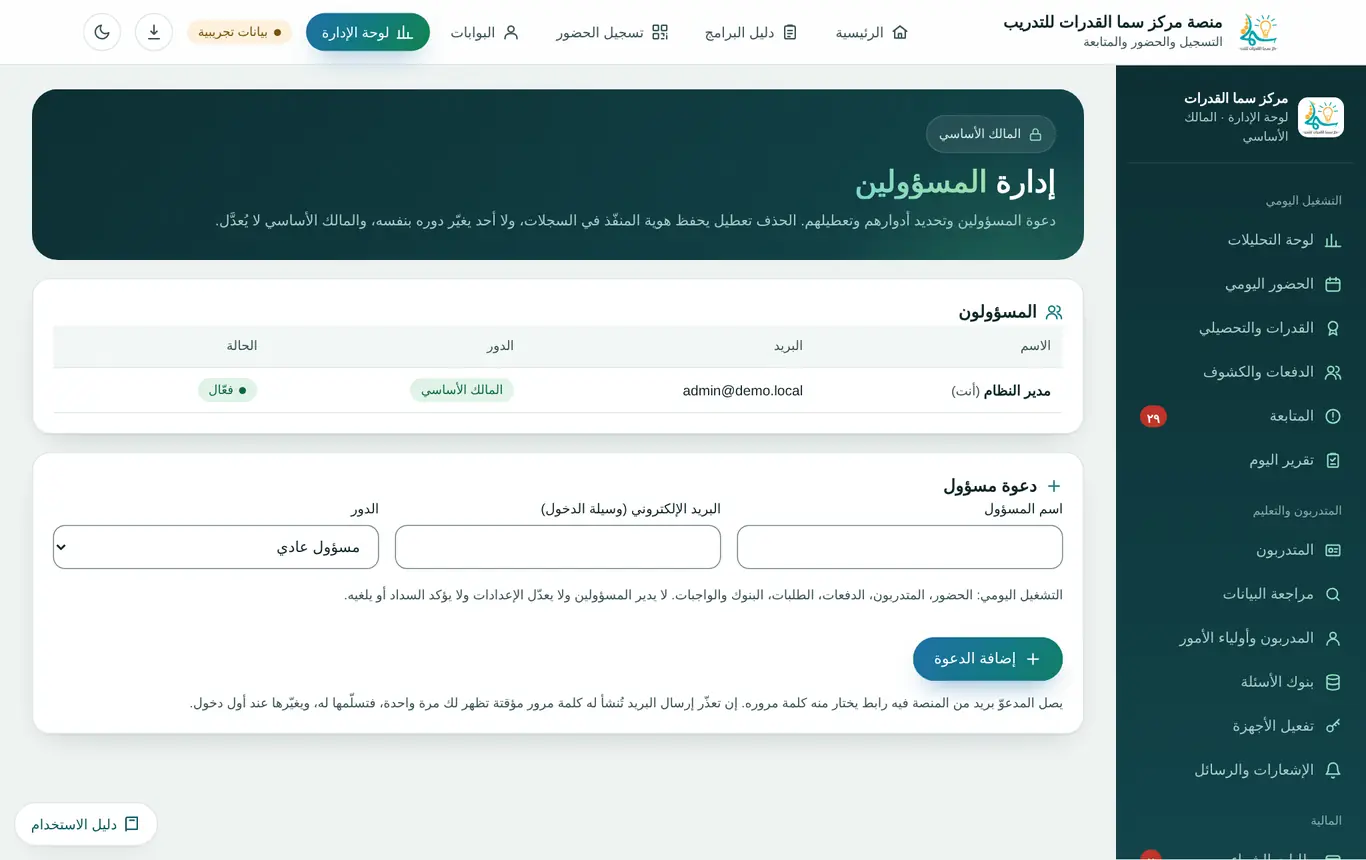 منصة مركز سما القدرات للتدريب
التسجيل والحضور والمتابعة
الرئيسية
دليل البرامج
تسجيل الحضور
البوابات
لوحة الإدارة
بيانات تجريبية
مركز سما القدرات
لوحة الإدارة · المالك
الأساسي
التشغيل اليومي
لوحة التحليلات
الحضور اليومي
القدرات والتحصيلي
الدفعات والكشوف
المتابعة
٢٩
تقرير اليوم
المتدربون والتعليم
المتدربون
مراجعة البيانات
المدربون وأولياء الأمور
بنوك الأسئلة
تفعيل الأجهزة
الإشعارات والرسائل
المالية
المالك الأساسي
إدارة المسؤولين
دعوة المسؤولين وتحديد أدوارهم وتعطيلهم. الحذف تعطيل يحفظ هوية المنفّذ في السجلات، ولا أحد يغيّر دوره بنفسه، والمالك الأساسي لا يُعدَّل.
المسؤولون
الاسم البريد الدور الحالة
مدير النظام (أنت) admin@demo.local المالك الأساسي فعّال
دعوة مسؤول
اسم المسؤول
البريد الإلكتروني (وسيلة الدخول)
الدور
مسؤول عادي
التشغيل اليومي: الحضور، المتدربون، الدفعات، الطلبات، البنوك والواجبات. لا يدير المسؤولين ولا يعدّل الإعدادات ولا يؤكد السداد أو يلغيه.
إضافة الدعوة
يصل المدعوّ بريد من المنصة فيه رابط يختار منه كلمة مروره. إن تعذّر إرسال البريد تُنشأ له كلمة مرور مؤقتة تظهر لك مرة واحدة، فتسلّمها له، ويغيّرها عند أول دخول.
دليل الاستخدام